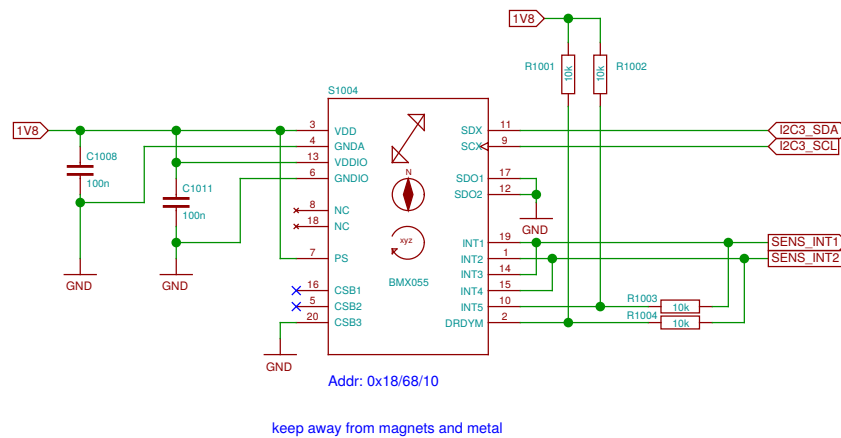 1V8
R1001
10k
10k
R1002
S1004
1V8
3
VDD
SDX
11
I2C3_SDA
4
GNDA
SCX
9
I2C3_SCL
C1008
100n
13
VDDIO
6
GNDIO
N
SDO1
17
SDO2
12
C1011
100n
GND
8
NC
18
NC
xyz
INT1
19
SENS_INT1
7
PS
INT2
1
SENS_INT2
INT3
14
GND
GND
BMX055
16
CSB1
INT4
15
5
CSB2
INT5
10
R1003
10k
20
CSB3
DRDYM
2
R1004
10k
GND
Addr: 0x18/68/10
keep away from magnets and metal